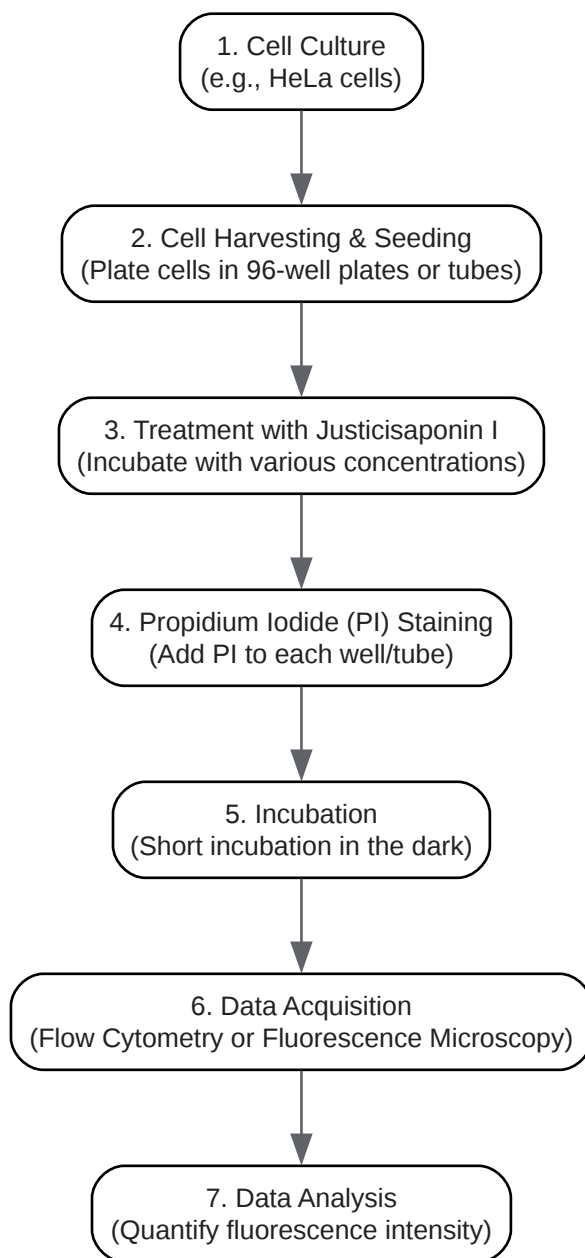 1. Cell Culture
(e.g., HeLa cells)
2. Cell Harvesting & Seeding
(Plate cells in 96-well plates or tubes)
3. Treatment with Justicisaponin I
(Incubate with various concentrations)
4. Propidium Iodide (PI) Staining
(Add PI to each well/tube)
5. Incubation
(Short incubation in the dark)
6. Data Acquisition
(Flow Cytometry or Fluorescence Microscopy)
7. Data Analysis
(Quantify fluorescence intensity)